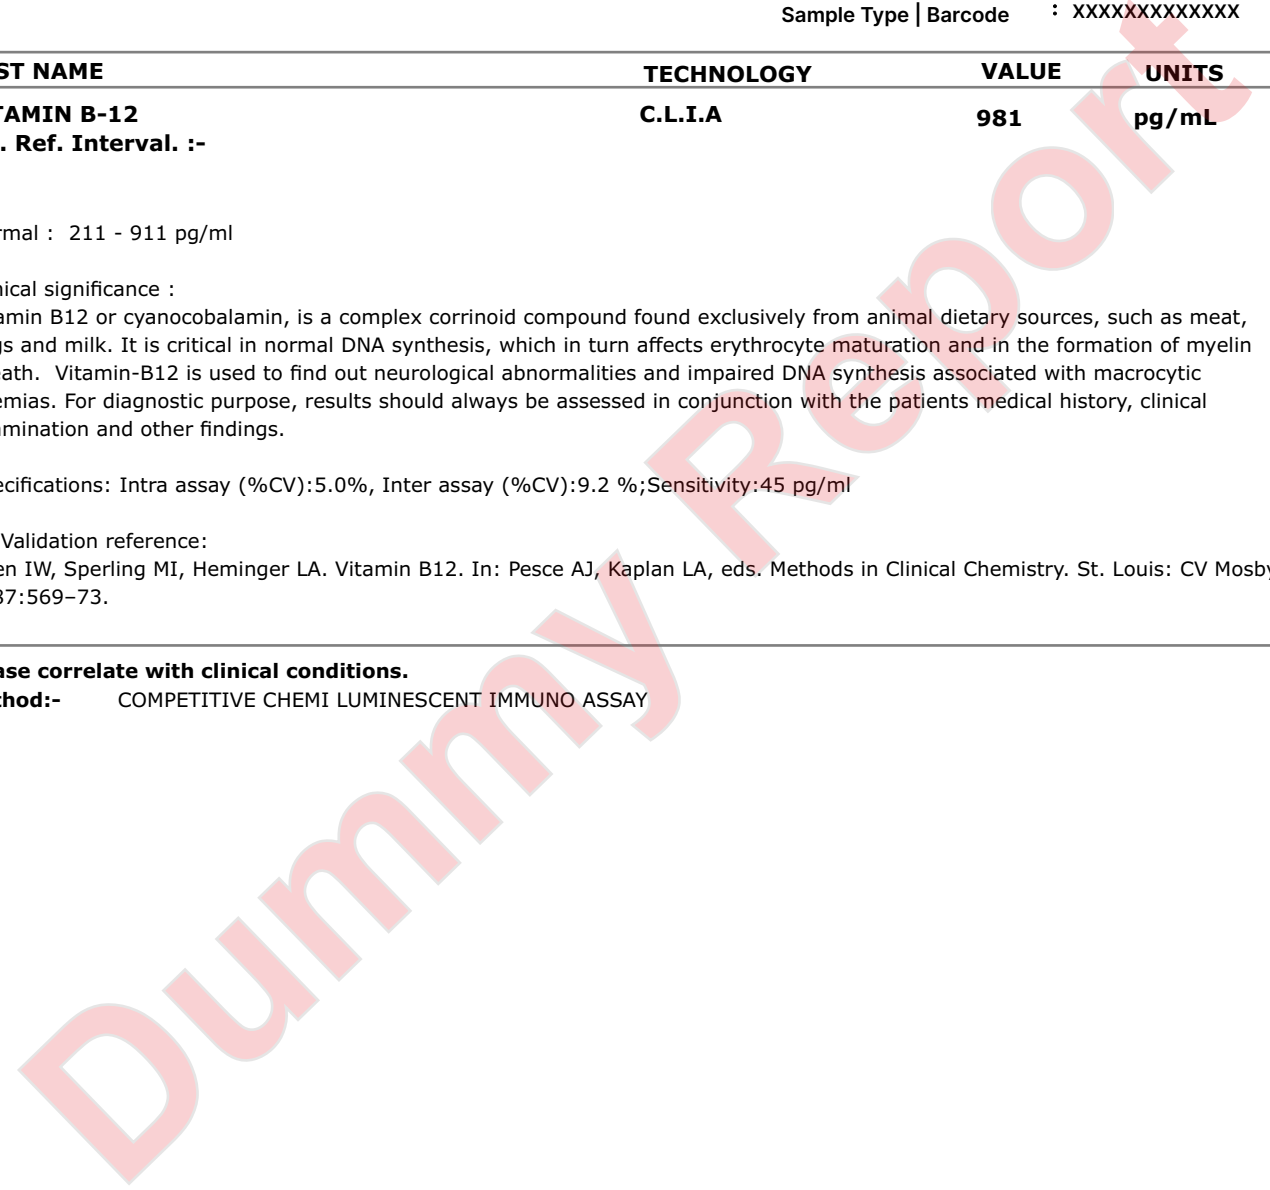 Sample Type | Barcode : XXXXXXXXXXXXX
ST NAME TECHNOLOGY VALUE UNITS
TAMIN B-12 C.L.I.A 981 pg/mL
. Ref. Interval. :-
rmal : 211 - 911 pg/ml
nical significance :
amin B12 or cyanocobalamin, is a complex corrinoid compound found exclusively from animal dietary sources, such as meat,
gs and milk. It is critical in normal DNA synthesis, which in turn affects erythrocyte maturation and in the formation of myelin
eath. Vitamin-B12 is used to find out neurological abnormalities and impaired DNA synthesis associated with macrocytic
emias. For diagnostic purpose, results should always be assessed in conjunction with the patients medical history, clinical
amination and other findings.
ecifications: Intra assay (%CV):5.0%, Inter assay (%CV):9.2 %;Sensitivity:45 pg/ml
Validation reference:
en IW, Sperling MI, Heminger LA. Vitamin B12. In: Pesce AJ, Kaplan LA, eds. Methods in Clinical Chemistry. St. Louis: CV Mosby
37:569–73.
ase correlate with clinical conditions.
thod:- COMPETITIVE CHEMI LUMINESCENT IMMUNO ASSAY
Dummy Report